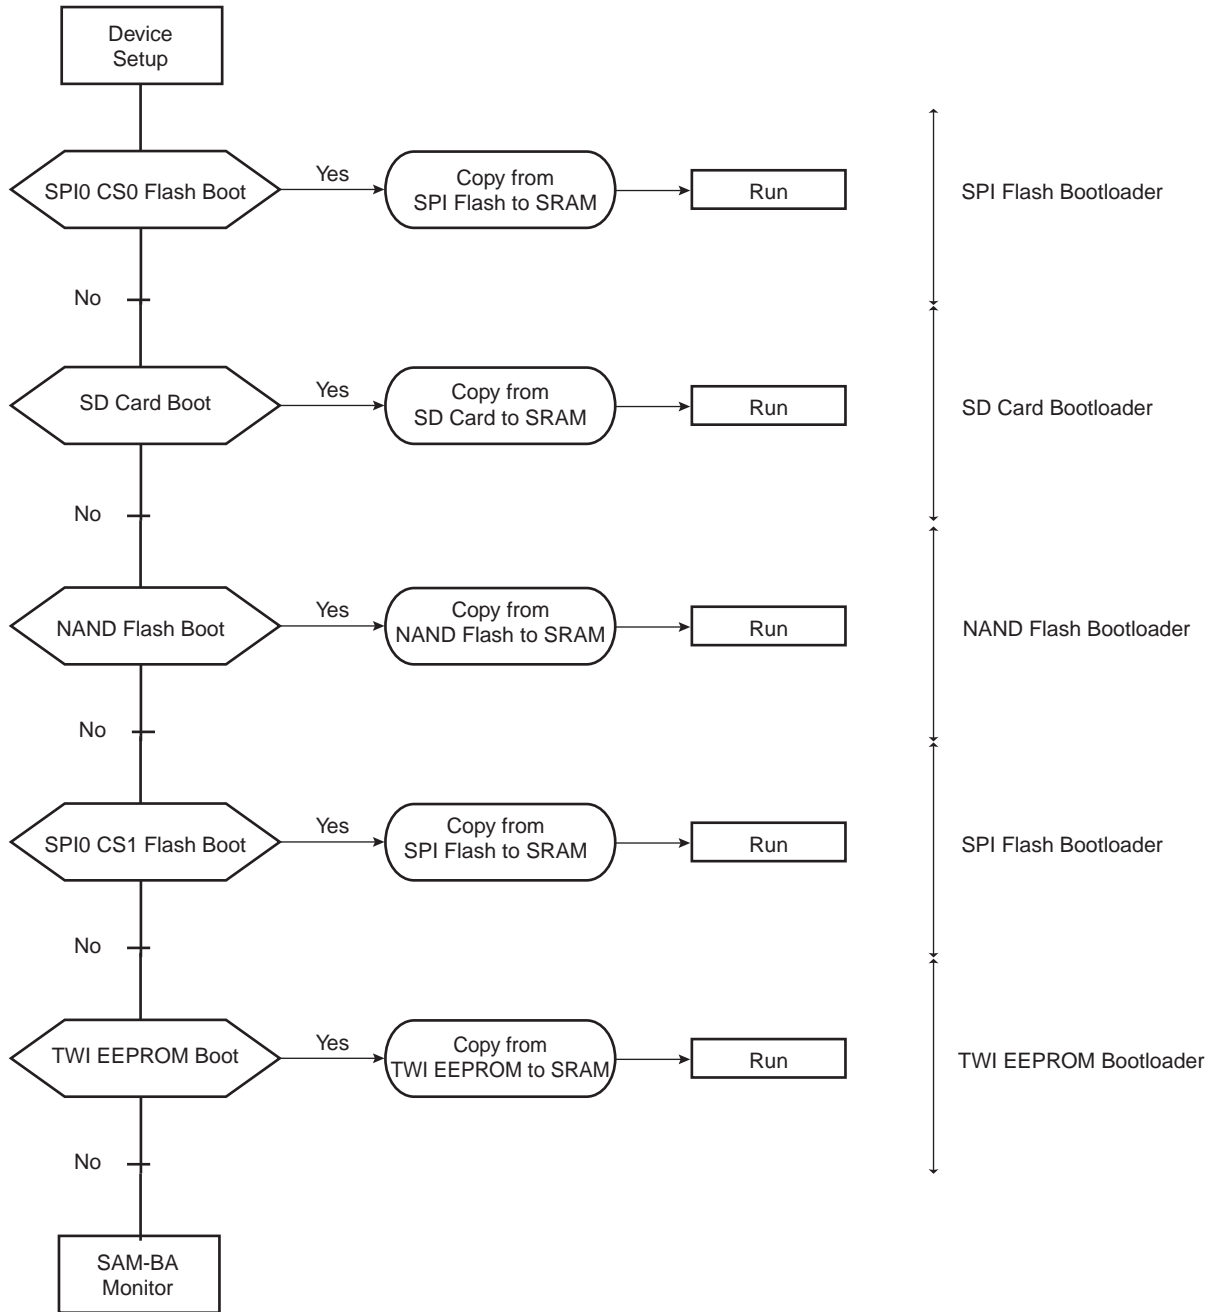 Device
Setup
SPI0 CS0 Flash Boot
Yes
Copy from
SPI Flash to SRAM
Run
SPI Flash Bootloader
No
SD Card Boot
Yes
Copy from
SD Card to SRAM
Run
SD Card Bootloader
No
NAND Flash Boot
Yes
Copy from
NAND Flash to SRAM
Run
NAND Flash Bootloader
No
SPI0 CS1 Flash Boot
Yes
Copy from
SPI Flash to SRAM
Run
SPI Flash Bootloader
No
TWI EEPROM Boot
Yes
Copy from
TWI EEPROM to SRAM
Run
TWI EEPROM Bootloader
No
SAM-BA
Monitor